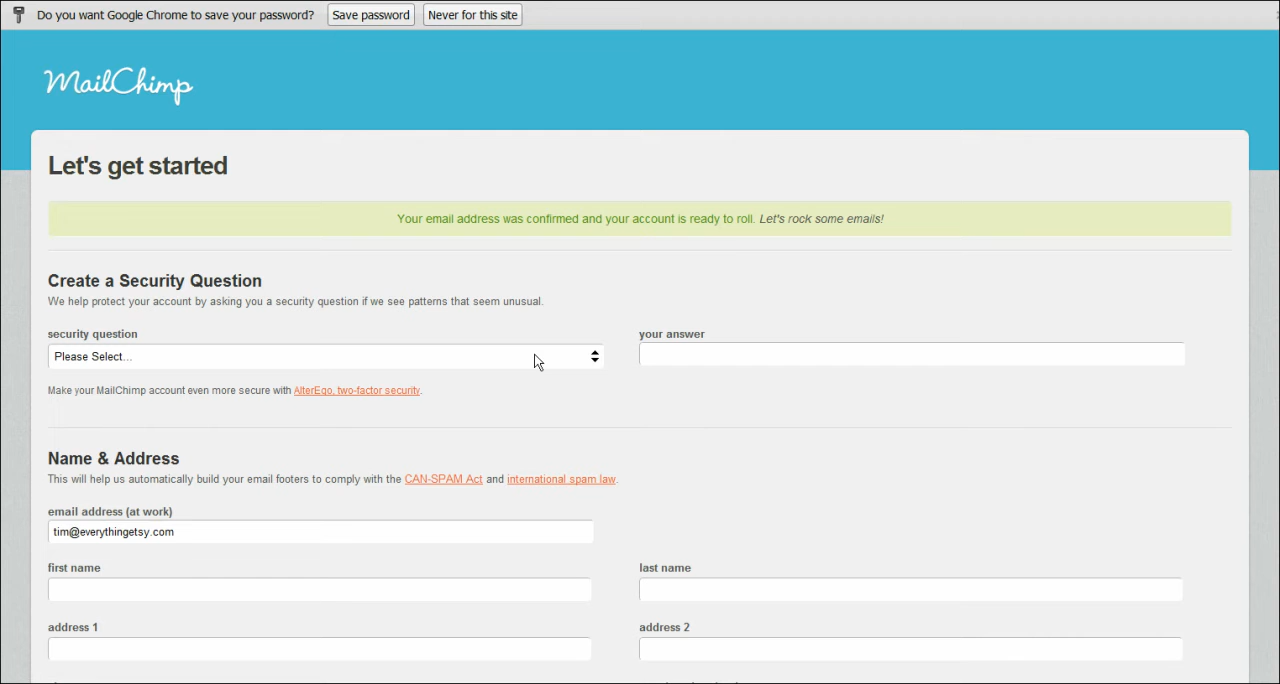 Do you want Google Chrome to save your password? Save password Never for this site
MailChimp
Let's get started
Your email address was confirmed and your account is ready to roll. Let's rock some emails!
Create a Security Question
We help protect your account by asking you a security question if we see patterns that seem unusual.
security question your answer
Please Select...
Make your MailChimp account even more secure with AlterEgo, two-factor security.
Name & Address
This will help us automatically build your email footers to comply with the CAN-SPAM Act and international spam law.
email address (at work)
tim@everythingetsy.com
first name last name
address 1 address 2